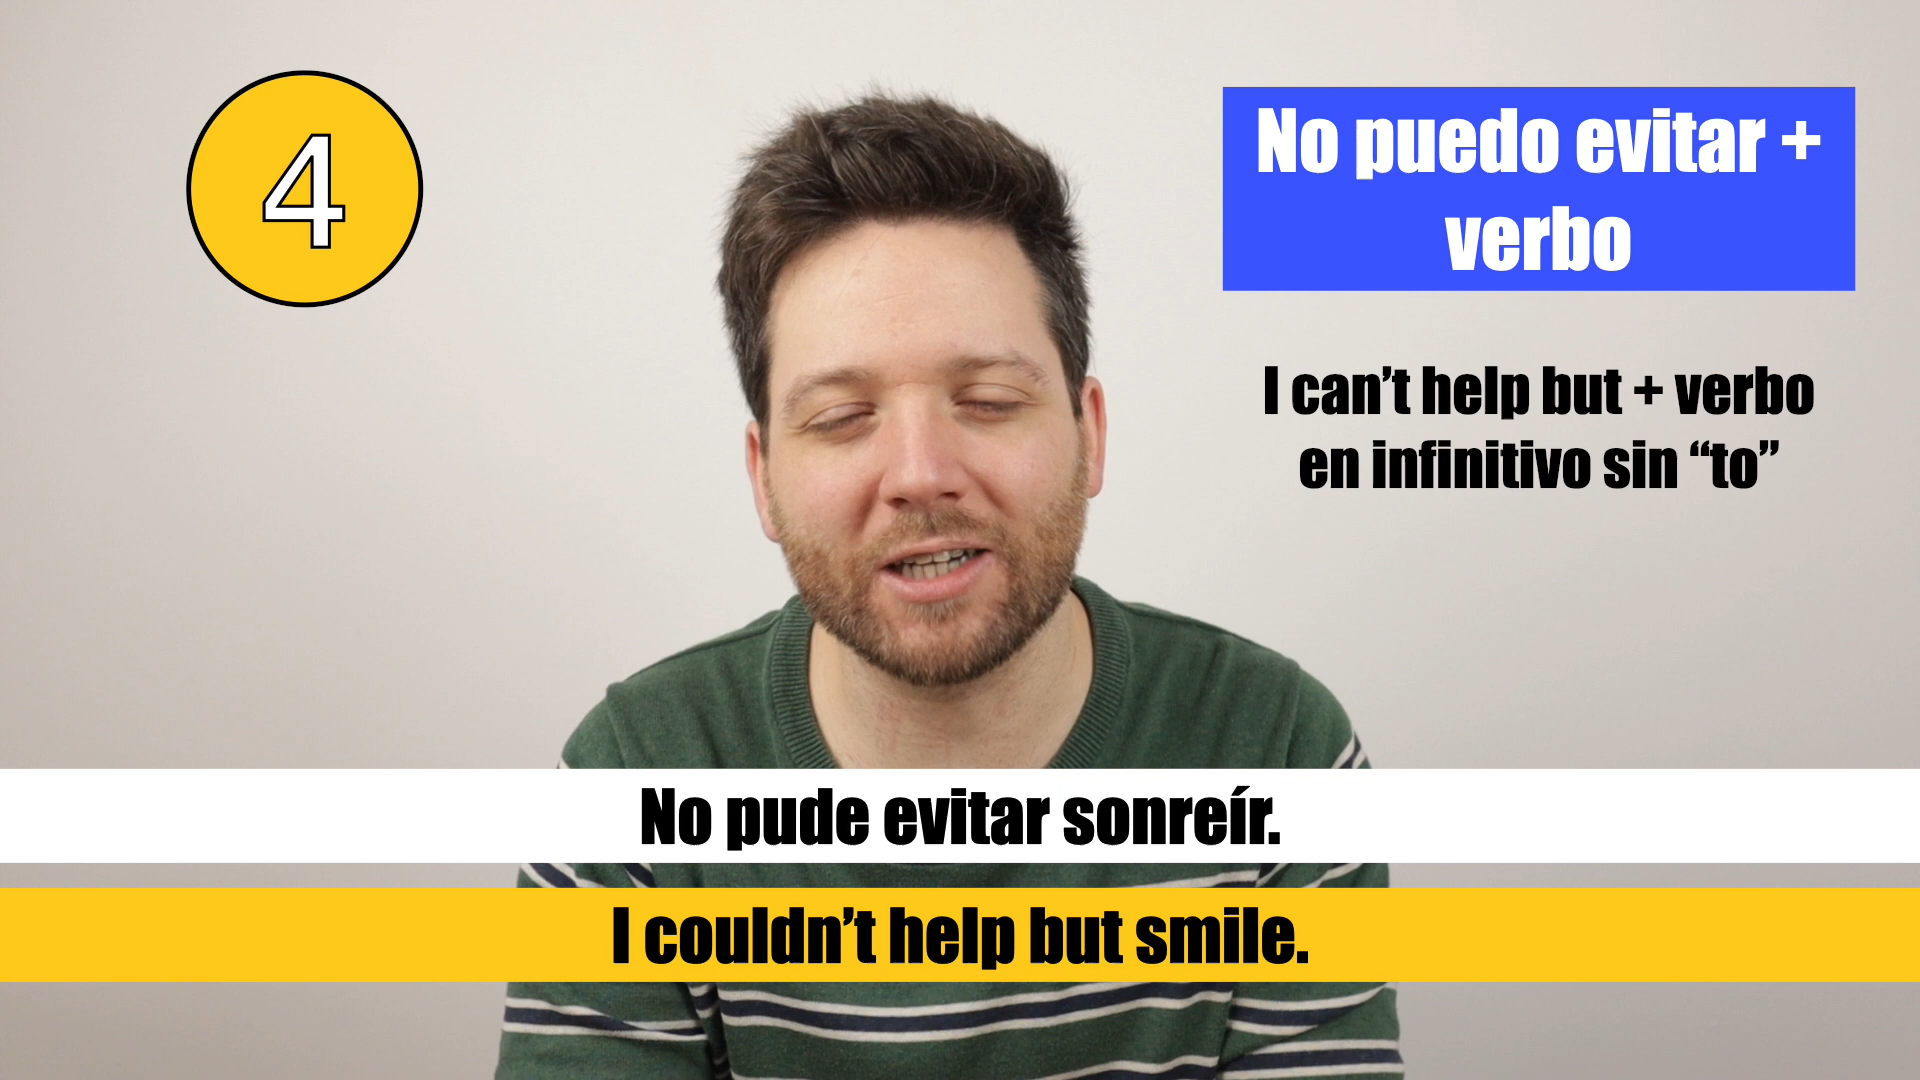 4
No puedo evitar +
verbo
I can’t help but + verbo
en infinitivo sin “to”
No pude evitar sonreír.
I couldn’t help but smile.